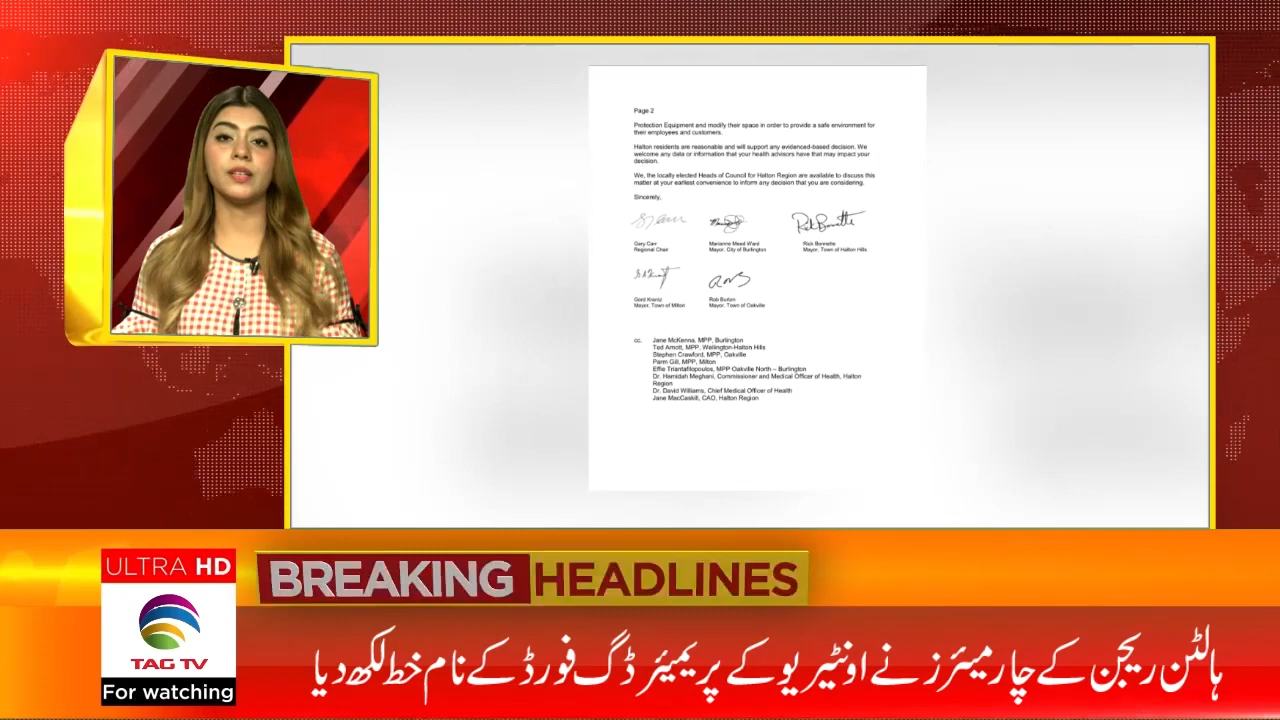 Page 2
Protection Equipment and modify their space in order to provide a safe environment for
their employees and customers.
Halton residents are reasonable and will support any evidenced-based decision. We
welcome any data or information that your health advisors have that may impact your
decision.
We, the locally elected Heads of Council for Halton Region are available to discuss this
matter at your earliest convenience to inform any decision that you are considering.
Sincerely,
Gary Carr
Regional Chair
Marianne Meed Ward
Mayor, City of Burlington
Rick Bonnette
Mayor, Town of Halton Hills
Gord Krantz
Mayor, Town of Milton
Rob Burton
Mayor, Town of Oakville
cc. Jane McKenna, MPP, Burlington
Ted Arnott, MPP, Wellington-Halton Hills
Stephen Crawford, MPP, Oakville
Parm Gill, MPP, Milton
Effie Triantafilopoulos, MPP Oakville North – Burlington
Dr. Hamidah Meghani, Commissioner and Medical Officer of Health, Halton
Region
Dr. David Williams, Chief Medical Officer of Health
Jane MacCaskill, CAO, Halton Region
ULTRA HD
TAG TV
For watching
BREAKING HEADLINES
ہالٹن ریجن کے چار میئرز نے اونٹیریو کے پریمیئر ڈگ فورڈ کے نام خط لکھ دیا